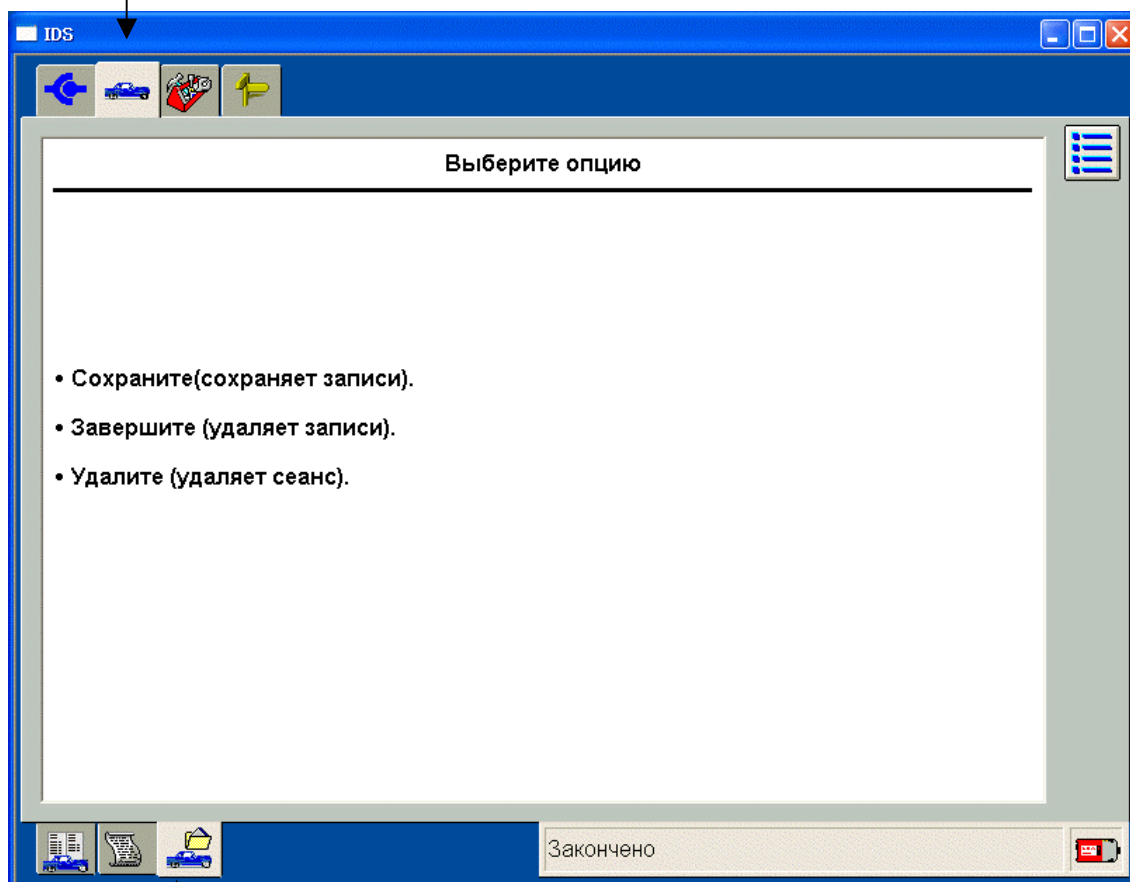 IDS
Выберите опцию
• Сохраните(сохраняет записи).
• Завершите (удаляет записи).
• Удалите (удаляет сеанс).
Закончено